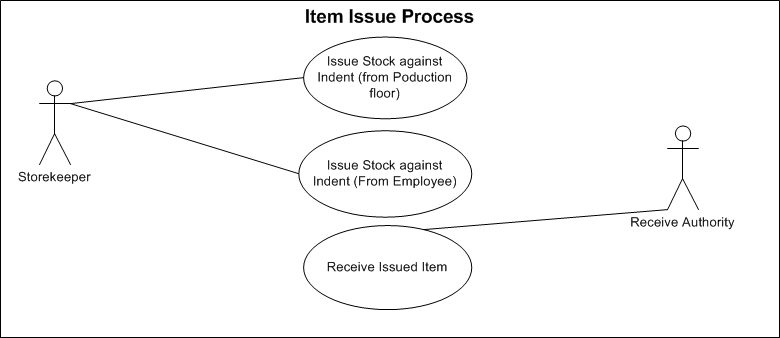 Item Issue Process
Issue Stock against
Indent (from Poduction
floor)
Storekeeper
Issue Stock against
Indent (From Employee)
Receive Authority
Receive Issued Item